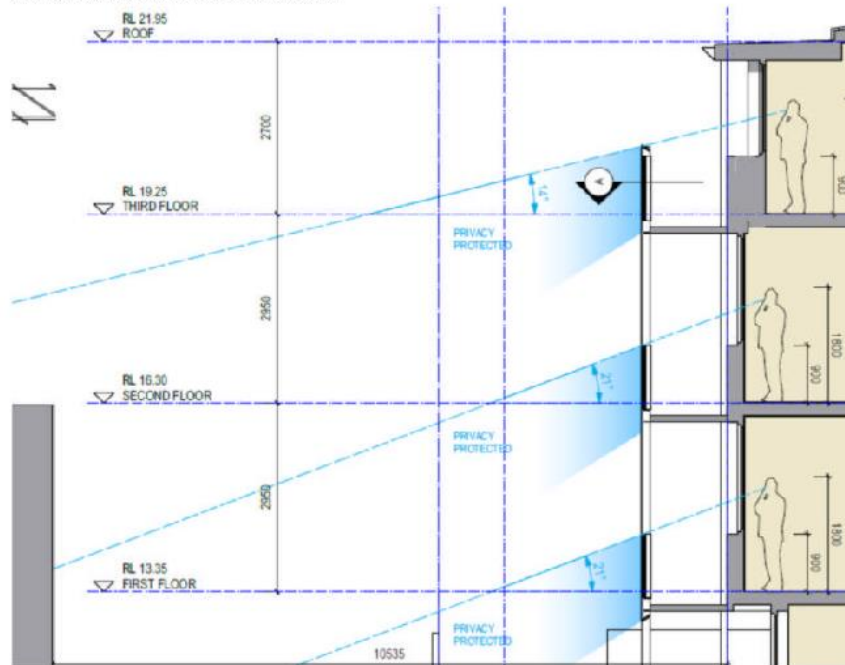 RL 21.95
ROOF
2700
RL 19.25
THIRD FLOOR
14°
A
900
PRIVACY
PROTECTED
2950
RL 16.30
SECOND FLOOR
21°
1800
900
PRIVACY
PROTECTED
2950
RL 13.35
FIRST FLOOR
21°
1800
900
PRIVACY
PROTECTED
10535